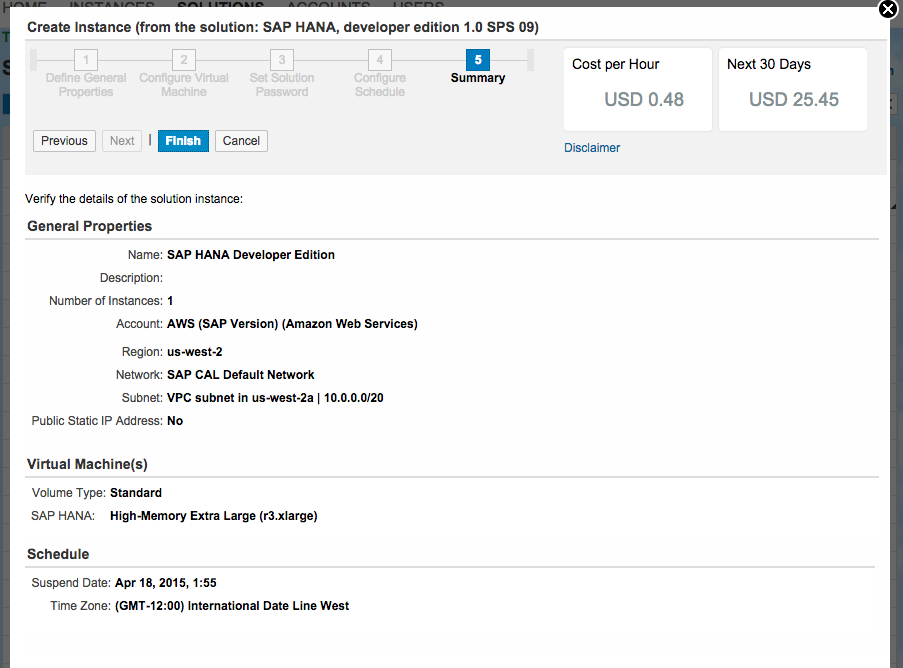 HOME INSTANCES SOLUTIONS ACCOUNTS USERS
Create Instance (from the solution: SAP HANA, developer edition 1.0 SPS 09)
1 2 3 4 5
Define General Properties
Configure Virtual Machine
Set Solution Password
Configure Schedule
Summary
Cost per Hour
USD 0.48
Next 30 Days
USD 25.45
Previous Next | Finish Cancel
Disclaimer
Verify the details of the solution instance:
General Properties
Name: SAP HANA Developer Edition
Description:
Number of Instances: 1
Account: AWS (SAP Version) (Amazon Web Services)
Region: us-west-2
Network: SAP CAL Default Network
Subnet: VPC subnet in us-west-2a | 10.0.0.0/20
Public Static IP Address: No
Virtual Machine(s)
Volume Type: Standard
SAP HANA: High-Memory Extra Large (r3.xlarge)
Schedule
Suspend Date: Apr 18, 2015, 1:55
Time Zone: (GMT-12:00) International Date Line West